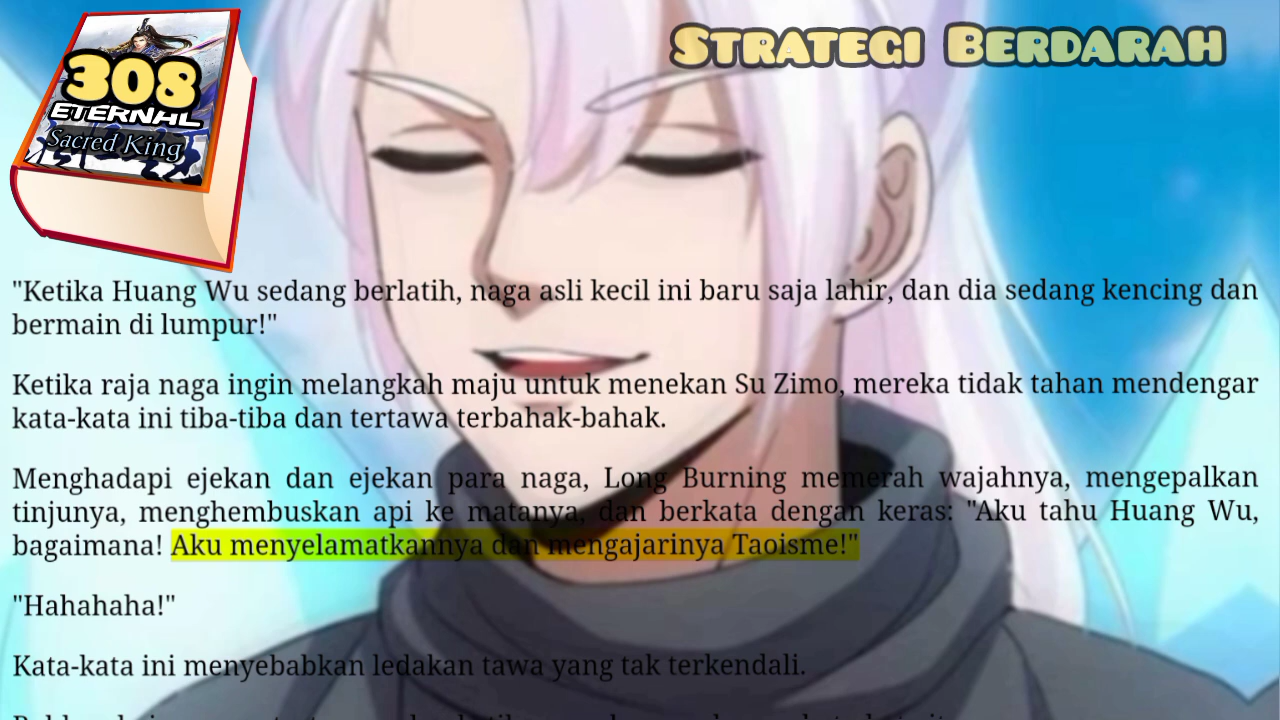 308
ETERNAL
Sacred King
Strategi Berdarah
"Ketika Huang Wu sedang berlatih, naga asli kecil ini baru saja lahir, dan dia sedang kencing dan
bermain di lumpur!"
Ketika raja naga ingin melangkah maju untuk menekan Su Zimo, mereka tidak tahan mendengar
kata-kata ini tiba-tiba dan tertawa terbahak-bahak.
Menghadapi ejekan dan ejekan para naga, Long Burning memerah wajahnya, mengepalkan
tinjunya, menghembuskan api ke matanya, dan berkata dengan keras: "Aku tahu Huang Wu,
bagaimana! Aku menyelamatkannya dan mengajarinya Taoisme!"
"Hahahaha!"
Kata-kata ini menyebabkan ledakan tawa yang tak terkendali.